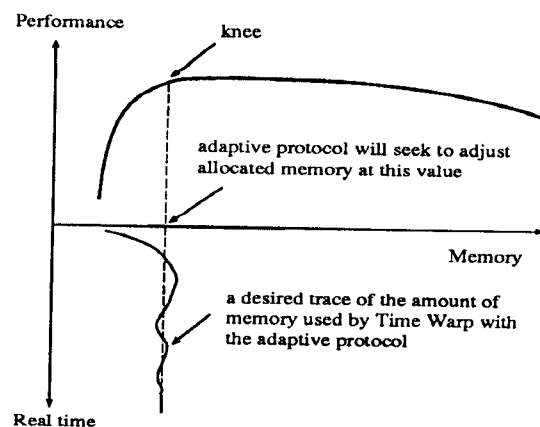 Performance
knee
adaptive protocol will seek to adjust
allocated memory at this value
Memory
a desired trace of the amount of
memory used by Time Warp with
the adaptive protocol
Real time